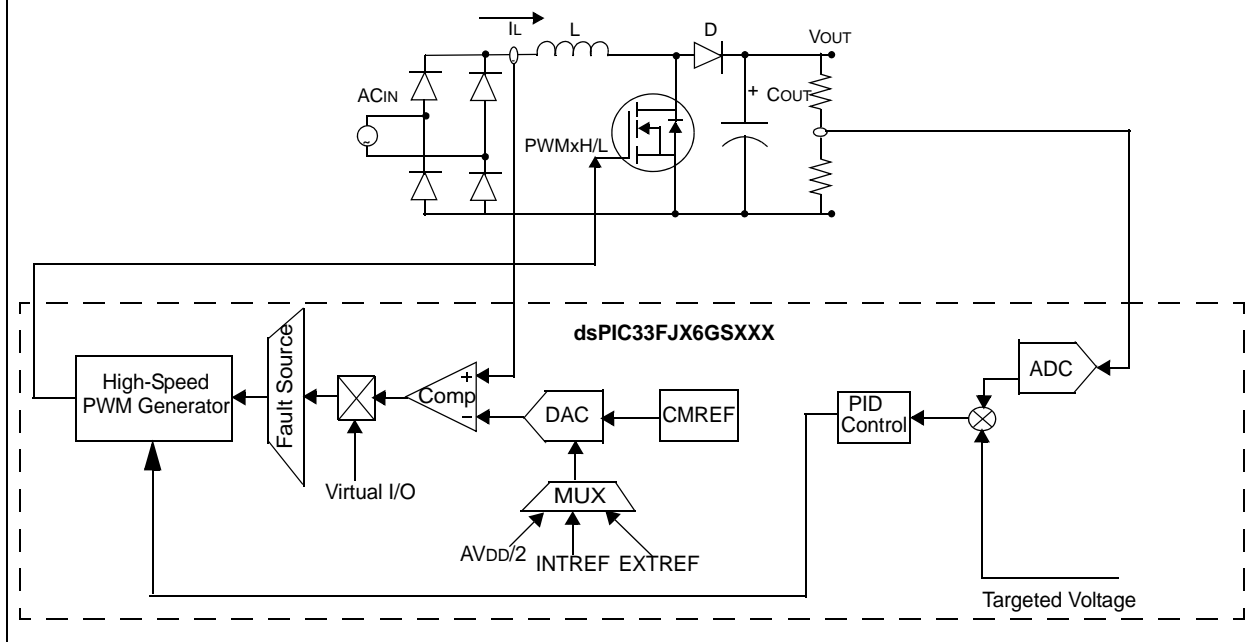 IL
L
D
VOUT
ACIN
+
COUT
PWMxH/L
~
dsPIC33FJX6GSXXX
High-Speed
PWM Generator
Fault Source
Comp
+
–
DAC
CMREF
PID
Control
ADC
Virtual I/O
MUX
AVDD/2
INTREF
EXTREF
Targeted Voltage